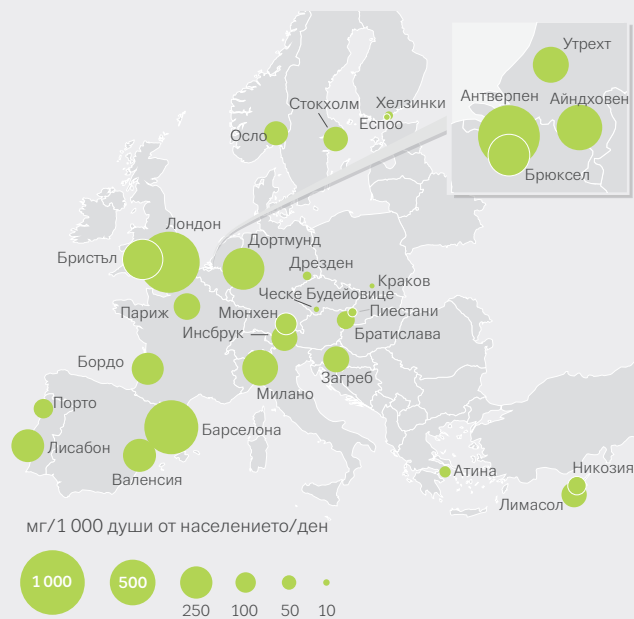 Утрехт
Антверпен
Айндховен
Брюксел
Хелзинки
Стокхолм
Еспоо
Осло
Лондон
Бристъл
Дортмунд
Дрезден
Краков
Ческе Будейовице
Париж
Мюнхен
Пиестани
Инсбрук
Братислава
Бордо
Загреб
Милано
Порто
Барселона
Лисабон
Валенсия
Атина
Никозия
Лимасол
мг/1 000 души от населението/ден
1 000
500
250
100
50
10